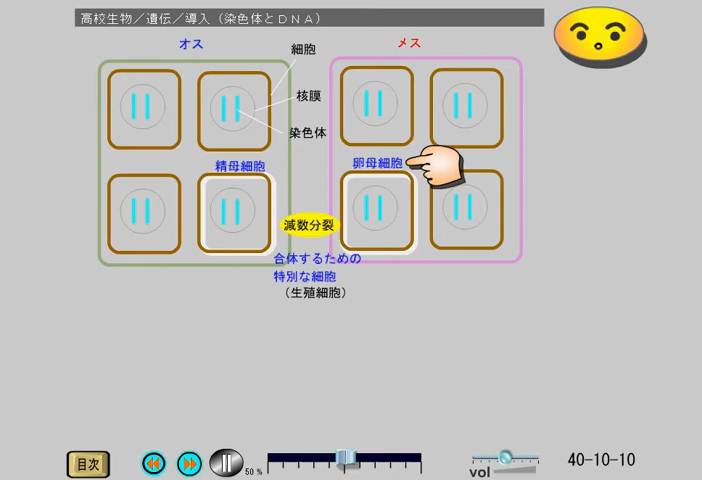 高校生物／遺伝／導入（染色体とＤＮＡ）
オス
メス
細胞
核膜
染色体
精母細胞
卵母細胞
減数分裂
合体するための
特別な細胞
（生殖細胞）
目次
50 %
vol
40-10-10